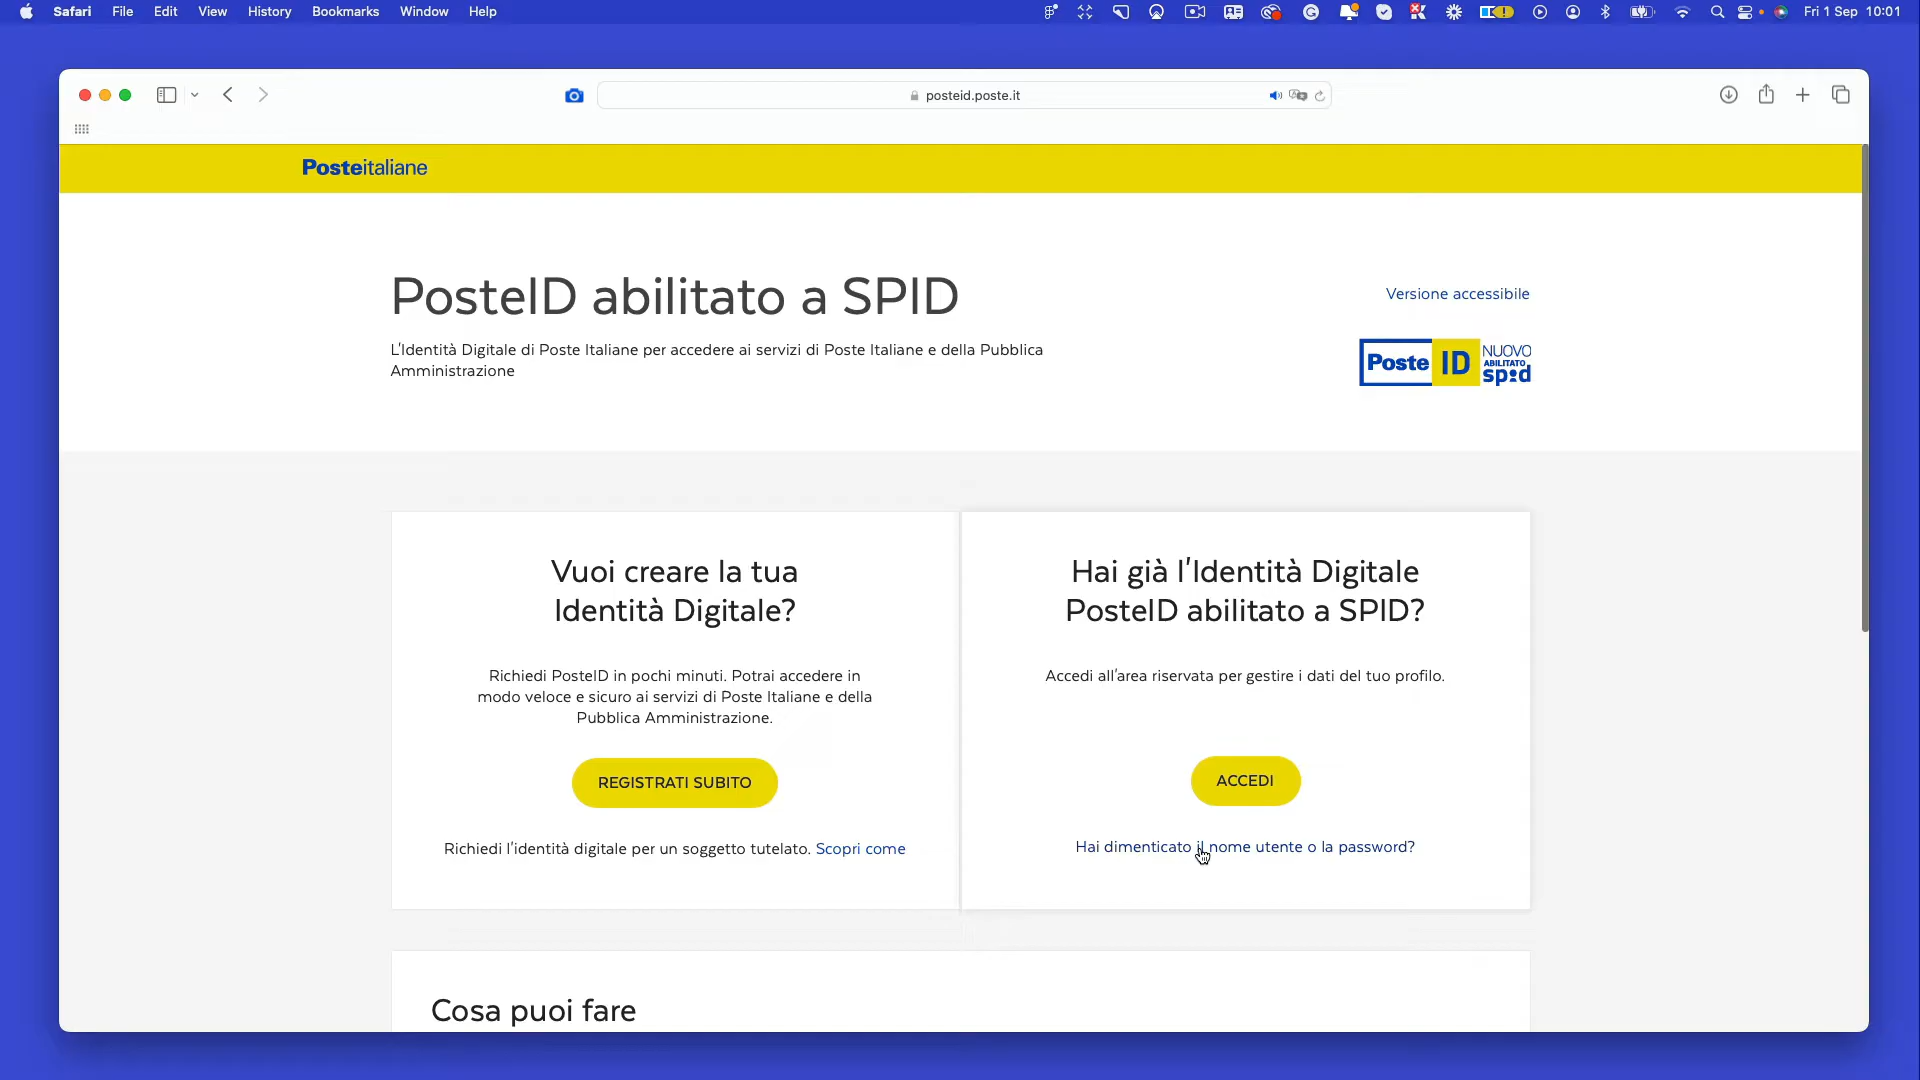 Safari File Edit View History Bookmarks Window Help Fri 1 Sep 10:01
posteid.poste.it
Posteitaliane
PosteID abilitato a SPID
Versione accessibile
L'Identità Digitale di Poste Italiane per accedere ai servizi di Poste Italiane e della Pubblica
Amministrazione
Poste ID NUOVO
ABILITATO
spid
Vuoi creare la tua
Identità Digitale?
Richiedi PosteID in pochi minuti. Potrai accedere in
modo veloce e sicuro ai servizi di Poste Italiane e della
Pubblica Amministrazione.
REGISTRATI SUBITO
Richiedi l'identità digitale per un soggetto tutelato. Scopri come
Hai già l'Identità Digitale
PosteID abilitato a SPID?
Accedi all'area riservata per gestire i dati del tuo profilo.
ACCEDI
Hai dimenticato il nome utente o la password?
Cosa puoi fare